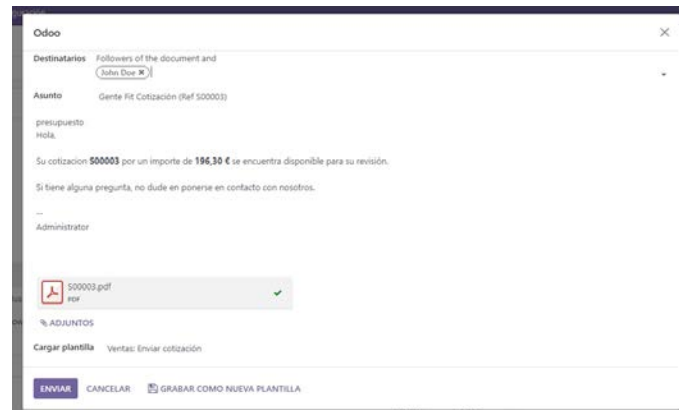 Odoo
Destinatarios Followers of the document and
John Doe ✖
Asunto Gente Fit Cotización (Ref S00003)
presupuesto
Hola,
Su cotizacion S00003 por un importe de 196,30 € se encuentra disponible para su revisión.
Si tiene alguna pregunta, no dude en ponerse en contacto con nosotros.
--
Administrator
S00003.pdf
PDF
ADJUNTOS
Cargar plantilla Ventas: Enviar cotización
ENVIAR CANCELAR GRABAR COMO NUEVA PLANTILLA